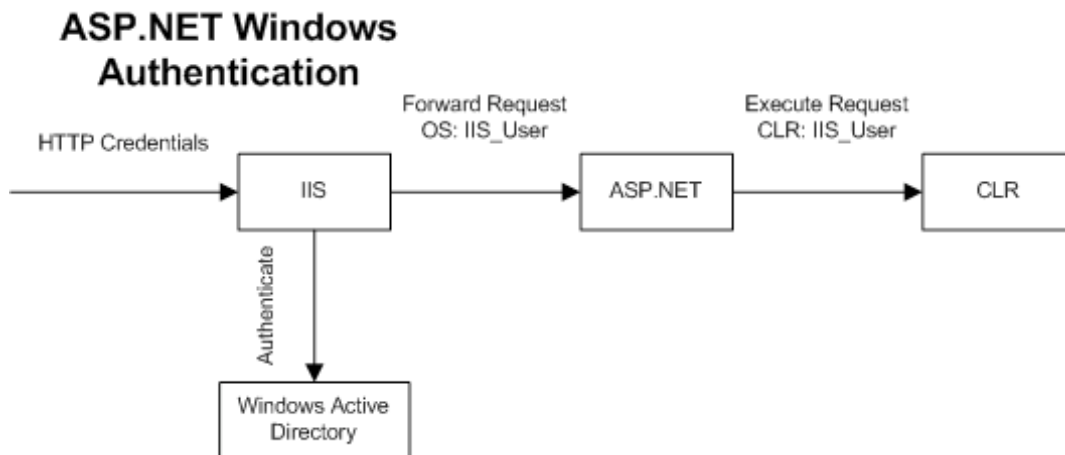 ASP.NET Windows
Authentication
HTTP Credentials
Forward Request
OS: IIS_User
Execute Request
CLR: IIS_User
IIS
ASP.NET
CLR
Authenticate
Windows Active
Directory